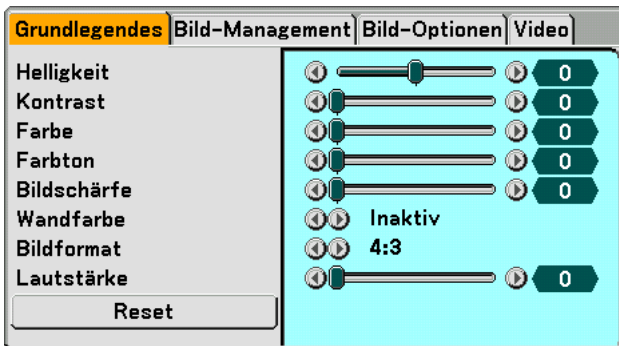 Grundlegendes Bild-Management Bild-Optionen Video
Helligkeit 0
Kontrast 0
Farbe 0
Farbton 0
Bildschärfe 0
Wandfarbe Inaktiv
Bildformat 4:3
Lautstärke 0
Reset